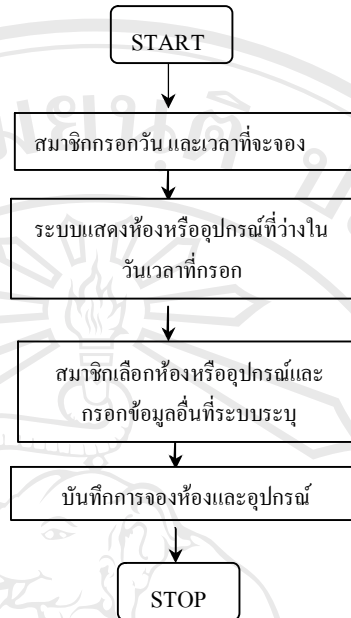 START
สมาชิกกรอกวัน และเวลาที่จะจอง
ระบบแสดงห้องหรืออุปกรณ์ที่ว่างใน
วันเวลาที่กรอก
สมาชิกเลือกห้องหรืออุปกรณ์และ
กรอกข้อมูลอื่นที่ระบบระบุ
บันทึกการจองห้องและอุปกรณ์
STOP